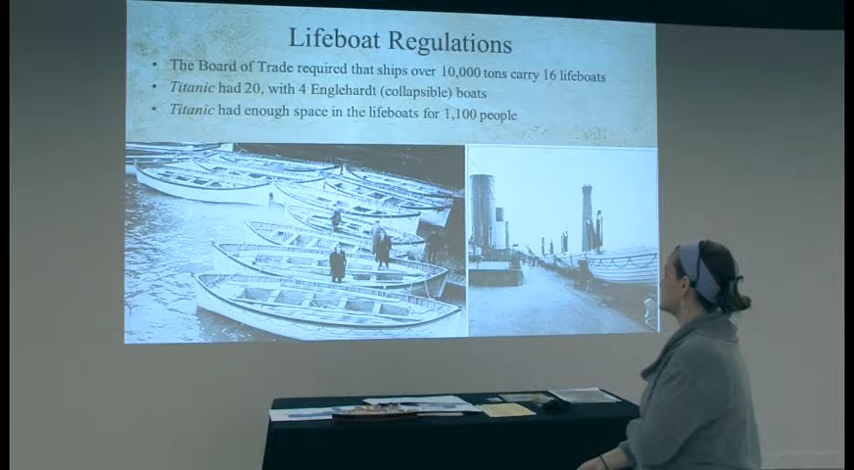 Lifeboat Regulations
• The Board of Trade required that ships over 10,000 tons carry 16 lifeboats
• Titanic had 20, with 4 Englehardt (collapsible) boats
• Titanic had enough space in the lifeboats for 1,100 people